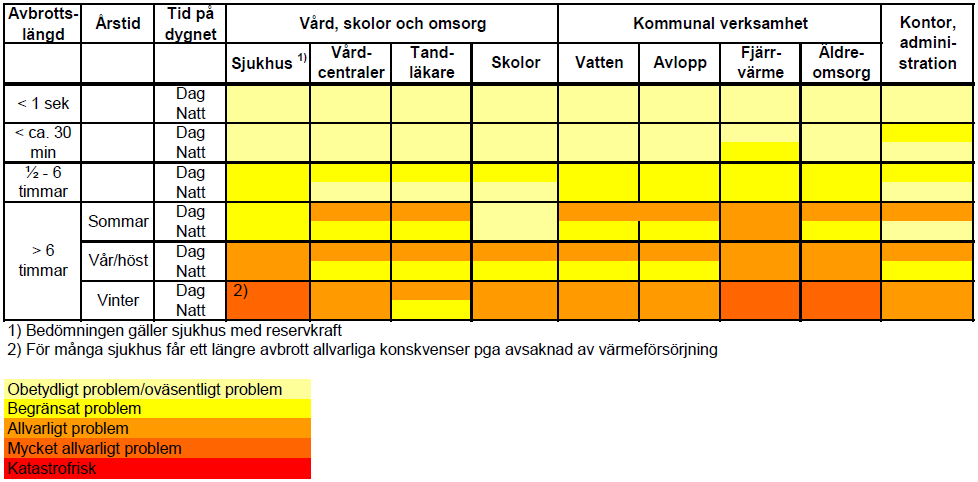 Avbrotts-längd Årstid Tid på dygnet Vård, skolor och omsorg Kommunal verksamhet Kontor, admini-stration
Sjukhus 1) Vård-centraler Tand-läkare Skolor Vatten Avlopp Fjärr-värme Äldre-omsorg
< 1 sek Dag
Natt
< ca. 30 min Dag
Natt
½ - 6 timmar Dag
Natt
> 6 timmar Sommar Dag
Natt
Vår/höst Dag
Natt
Vinter Dag 2)
Natt
1) Bedömningen gäller sjukhus med reservkraft
2) För många sjukhus får ett längre avbrott allvarliga konskvenser pga avsaknad av värmeförsörjning
Obetydligt problem/oväsentligt problem
Begränsat problem
Allvarligt problem
Mycket allvarligt problem
Katastrofrisk